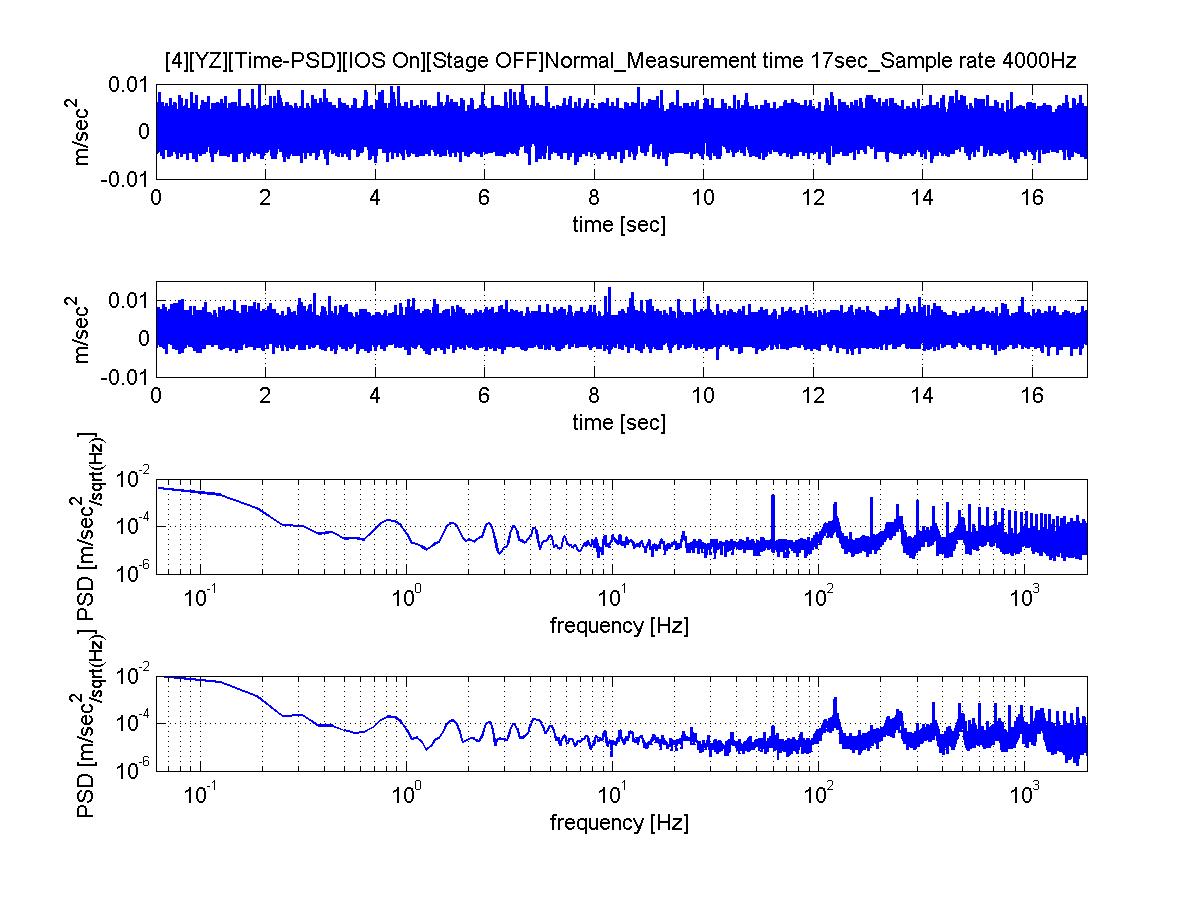 [4][YZ][Time-PSD][IOS On][Stage OFF]Normal_Measurement time 17sec_Sample rate 4000Hz
m/sec²
0.01
0
-0.01
0 2 4 6 8 10 12 14 16
time [sec]
m/sec²
0.01
0
-0.01
0 2 4 6 8 10 12 14 16
time [sec]
PSD [m/sec²/sqrt(Hz)]
10⁻²
10⁻⁴
10⁻⁶
10⁻¹ 10⁰ 10¹ 10² 10³
frequency [Hz]
PSD [m/sec²/sqrt(Hz)]
10⁻²
10⁻⁴
10⁻⁶
10⁻¹ 10⁰ 10¹ 10² 10³
frequency [Hz]